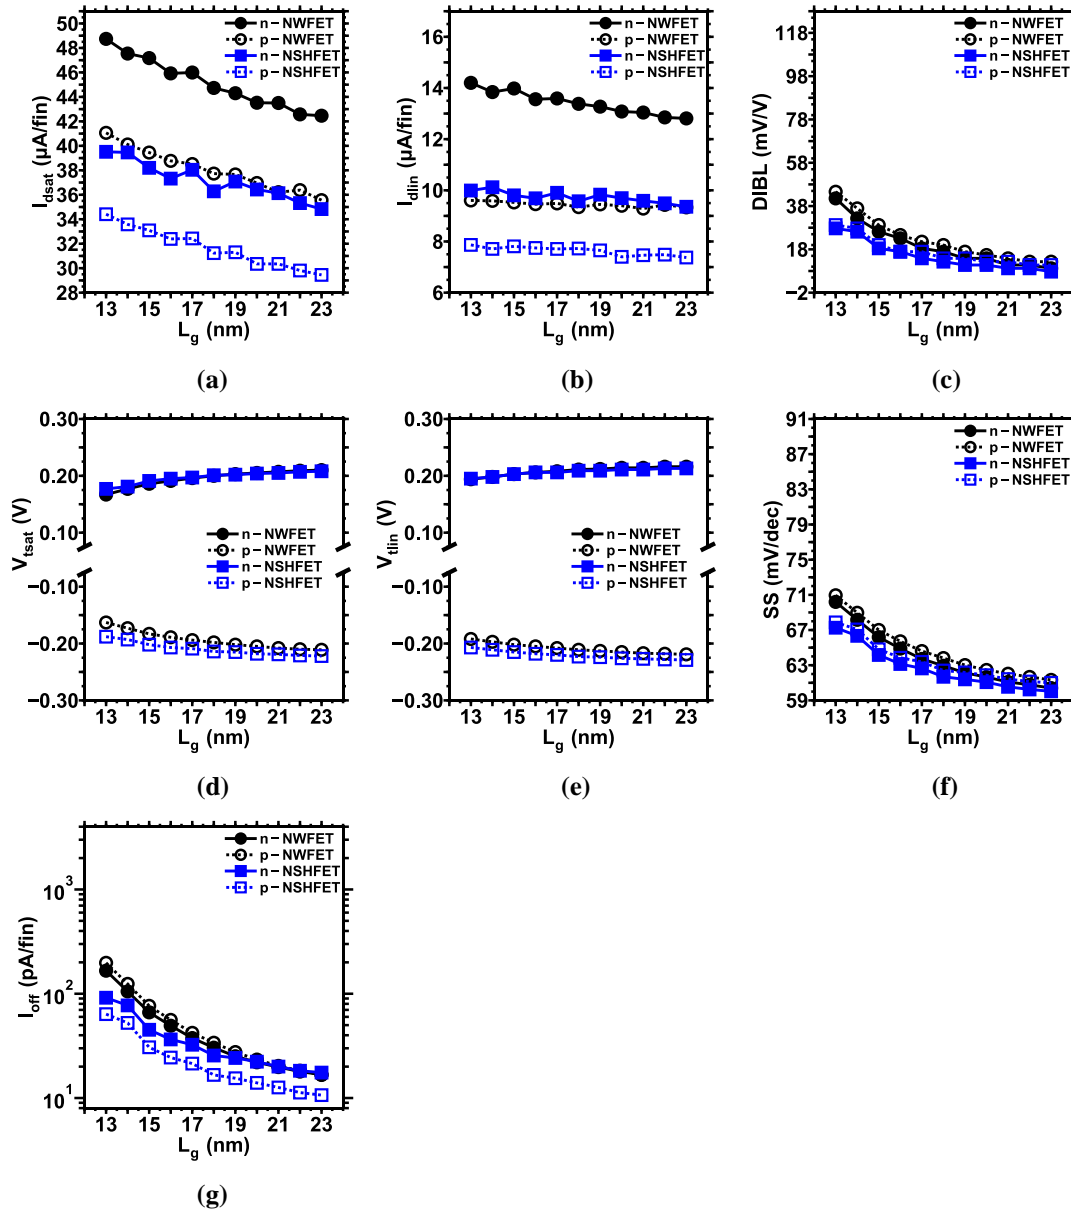 50
48
46
44
42
40
38
36
34
32
30
28
I_dsat (μA/fin)
n-NWFET
p-NWFET
n-NSHFET
p-NSHFET
13 15 17 19 21 23
L_g (nm)
(a)
16
14
12
10
8
6
I_dlin (μA/fin)
n-NWFET
p-NWFET
n-NSHFET
p-NSHFET
13 15 17 19 21 23
L_g (nm)
(b)
118
98
78
58
38
18
-2
DIBL (mV/V)
n-NWFET
p-NWFET
n-NSHFET
p-NSHFET
13 15 17 19 21 23
L_g (nm)
(c)
0.30
0.20
0.10
-0.10
-0.20
-0.30
V_tsat (V)
n-NWFET
p-NWFET
n-NSHFET
p-NSHFET
13 15 17 19 21 23
L_g (nm)
(d)
0.30
0.20
0.10
-0.10
-0.20
-0.30
V_tlin (V)
n-NWFET
p-NWFET
n-NSHFET
p-NSHFET
13 15 17 19 21 23
L_g (nm)
(e)
91
87
83
79
75
71
67
63
59
SS (mV/dec)
n-NWFET
p-NWFET
n-NSHFET
p-NSHFET
13 15 17 19 21 23
L_g (nm)
(f)
10^3
10^2
10^1
I_off (pA/fin)
n-NWFET
p-NWFET
n-NSHFET
p-NSHFET
13 15 17 19 21 23
L_g (nm)
(g)